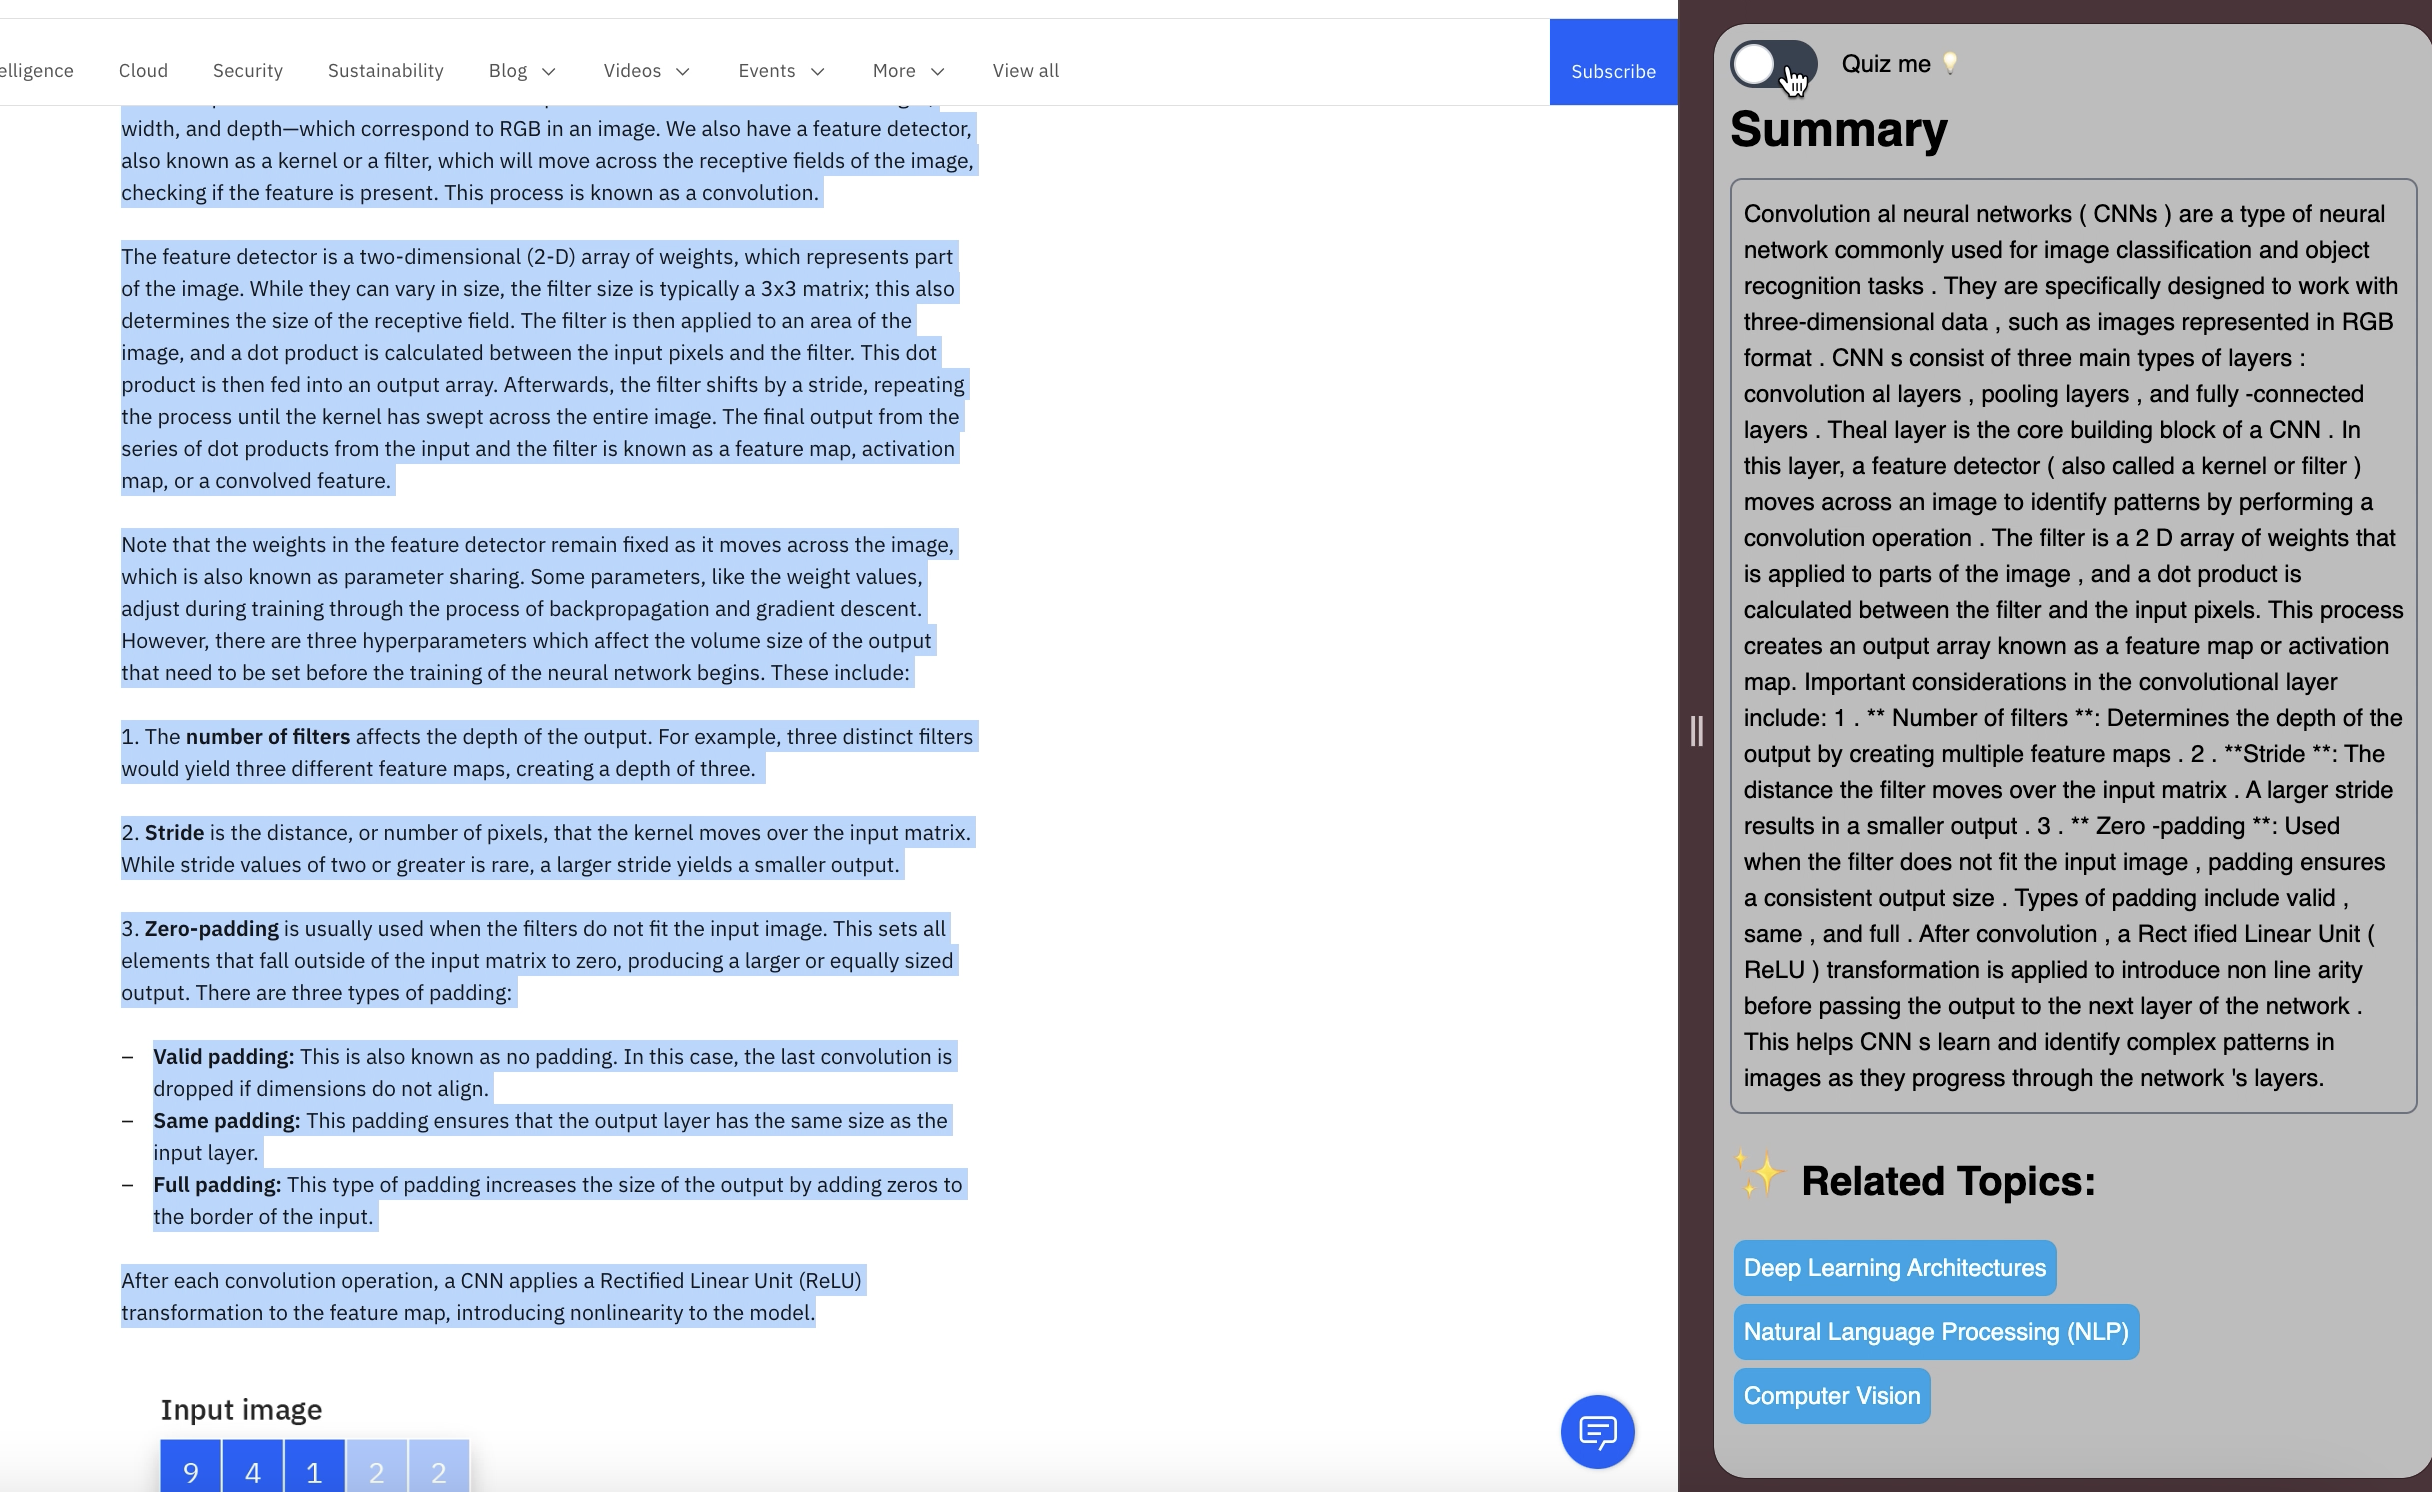 elligence Cloud Security Sustainability Blog Videos Events More View all Subscribe
width, and depth—which correspond to RGB in an image. We also have a feature detector,
also known as a kernel or a filter, which will move across the receptive fields of the image,
checking if the feature is present. This process is known as a convolution.
The feature detector is a two-dimensional (2-D) array of weights, which represents part
of the image. While they can vary in size, the filter size is typically a 3x3 matrix; this also
determines the size of the receptive field. The filter is then applied to an area of the
image, and a dot product is calculated between the input pixels and the filter. This dot
product is then fed into an output array. Afterwards, the filter shifts by a stride, repeating
the process until the kernel has swept across the entire image. The final output from the
series of dot products from the input and the filter is known as a feature map, activation
map, or a convolved feature.
Note that the weights in the feature detector remain fixed as it moves across the image,
which is also known as parameter sharing. Some parameters, like the weight values,
adjust during training through the process of backpropagation and gradient descent.
However, there are three hyperparameters which affect the volume size of the output
that need to be set before the training of the neural network begins. These include:
1. The number of filters affects the depth of the output. For example, three distinct filters
would yield three different feature maps, creating a depth of three.
2. Stride is the distance, or number of pixels, that the kernel moves over the input matrix.
While stride values of two or greater is rare, a larger stride yields a smaller output.
3. Zero-padding is usually used when the filters do not fit the input image. This sets all
elements that fall outside of the input matrix to zero, producing a larger or equally sized
output. There are three types of padding:
– Valid padding: This is also known as no padding. In this case, the last convolution is
dropped if dimensions do not align.
– Same padding: This padding ensures that the output layer has the same size as the
input layer.
– Full padding: This type of padding increases the size of the output by adding zeros to
the border of the input.
After each convolution operation, a CNN applies a Rectified Linear Unit (ReLU)
transformation to the feature map, introducing nonlinearity to the model.
Input image
9 4 1 2 2
Quiz me 💡
Summary
Convolution al neural networks ( CNNs ) are a type of neural
network commonly used for image classification and object
recognition tasks . They are specifically designed to work with
three-dimensional data , such as images represented in RGB
format . CNN s consist of three main types of layers :
convolution al layers , pooling layers , and fully -connected
layers . Theal layer is the core building block of a CNN . In
this layer, a feature detector ( also called a kernel or filter )
moves across an image to identify patterns by performing a
convolution operation . The filter is a 2 D array of weights that
is applied to parts of the image , and a dot product is
calculated between the filter and the input pixels. This process
creates an output array known as a feature map or activation
map. Important considerations in the convolutional layer
include: 1 . ** Number of filters **: Determines the depth of the
output by creating multiple feature maps . 2 . **Stride **: The
distance the filter moves over the input matrix . A larger stride
results in a smaller output . 3 . ** Zero -padding **: Used
when the filter does not fit the input image , padding ensures
a consistent output size . Types of padding include valid ,
same , and full . After convolution , a Rect ified Linear Unit (
ReLU ) transformation is applied to introduce non line arity
before passing the output to the next layer of the network .
This helps CNN s learn and identify complex patterns in
images as they progress through the network 's layers.
✨ Related Topics:
Deep Learning Architectures
Natural Language Processing (NLP)
Computer Vision